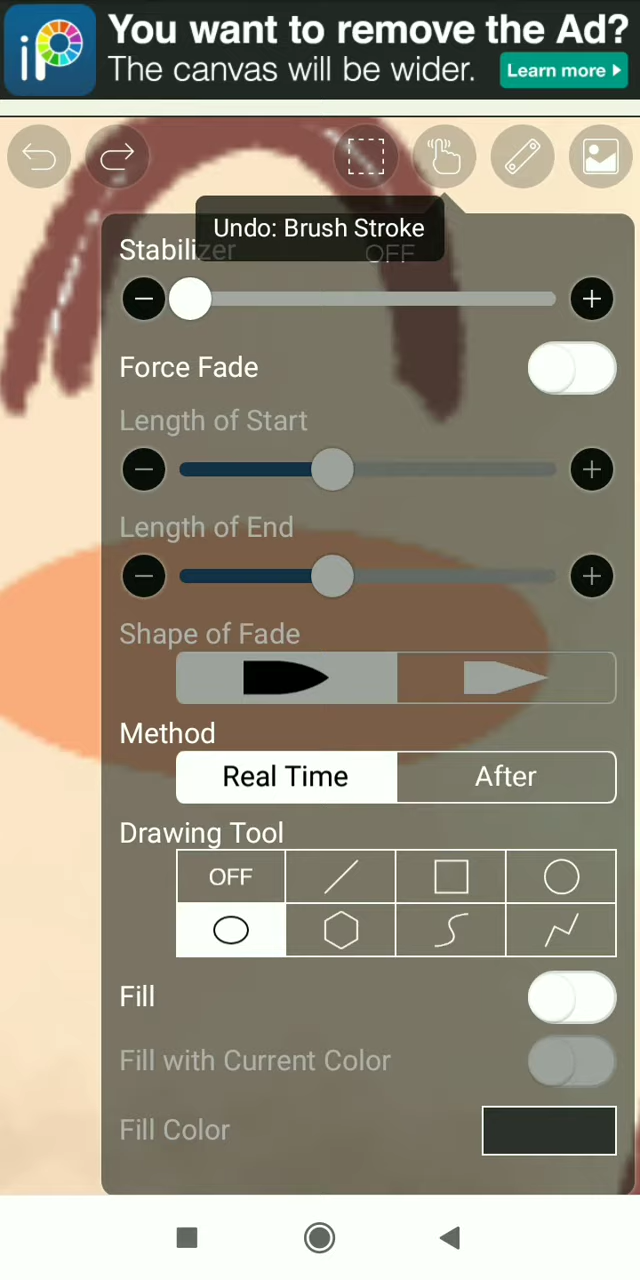 iP
You want to remove the Ad?
The canvas will be wider.
Learn more
Undo: Brush Stroke
Stabilizer OFF
Force Fade
Length of Start
Length of End
Shape of Fade
Method
Real Time After
Drawing Tool
OFF
Fill
Fill with Current Color
Fill Color